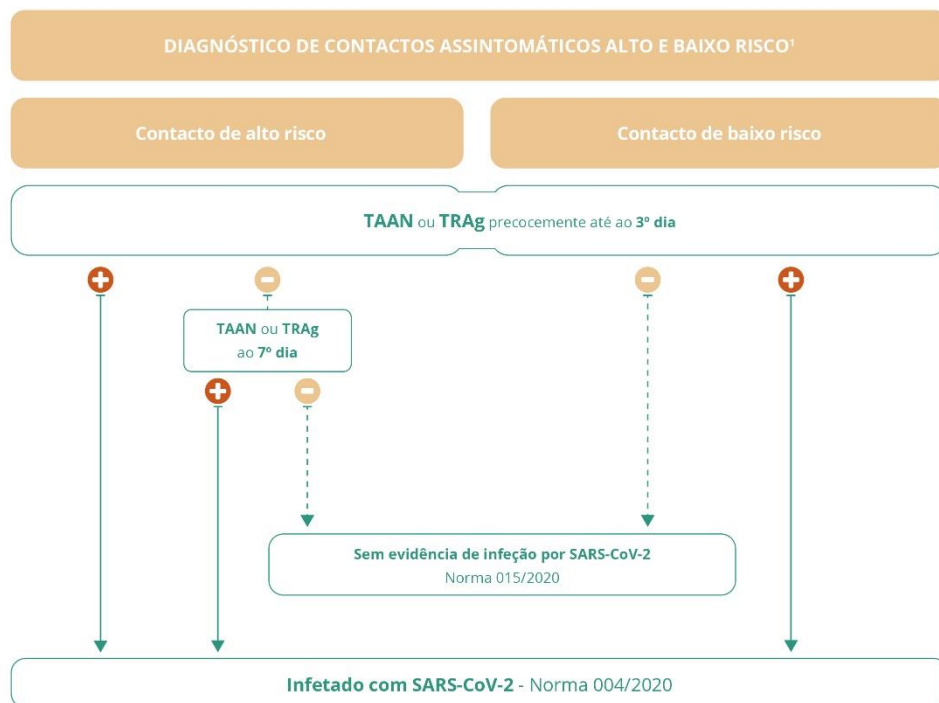 DIAGNÓSTICO DE CONTACTOS ASSINTOMÁTICOS ALTO E BAIXO RISCO¹
Contacto de alto risco
Contacto de baixo risco
TAAN ou TRAg precocemente até ao 3º dia
TAAN ou TRAg
ao 7º dia
Sem evidência de infeção por SARS-CoV-2
Norma 015/2020
Infetado com SARS-CoV-2 - Norma 004/2020